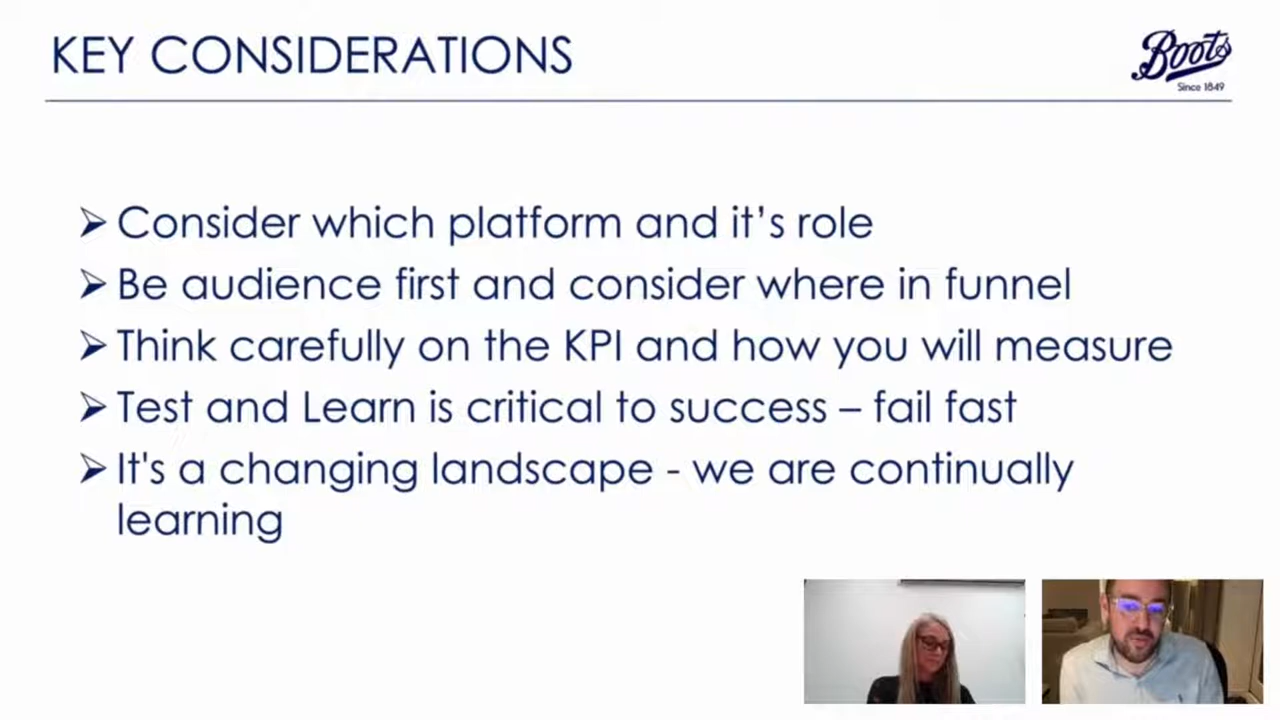 KEY CONSIDERATIONS
Boots
Since 1849
➢ Consider which platform and it’s role
➢ Be audience first and consider where in funnel
➢ Think carefully on the KPI and how you will measure
➢ Test and Learn is critical to success – fail fast
➢ It's a changing landscape - we are continually
learning